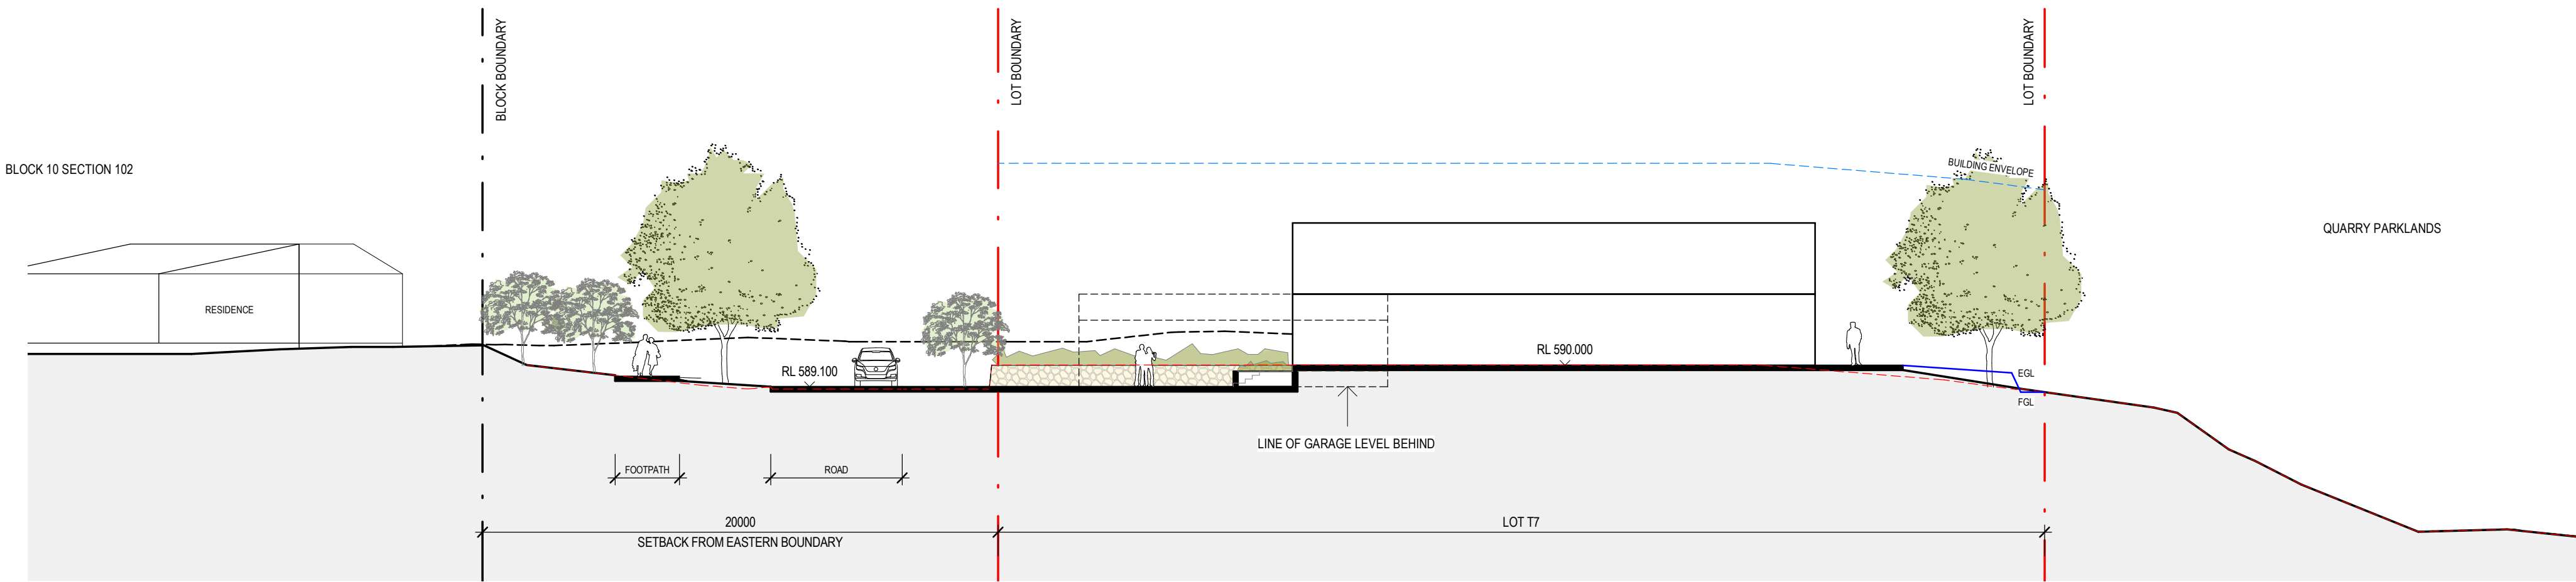 BLOCK BOUNDARY
LOT BOUNDARY
LOT BOUNDARY
BLOCK 10 SECTION 102
BUILDING ENVELOPE
QUARRY PARKLANDS
RESIDENCE
RL 589.100
RL 590.000
EGL
FGL
LINE OF GARAGE LEVEL BEHIND
FOOTPATH
ROAD
20000
SETBACK FROM EASTERN BOUNDARY
LOT T7